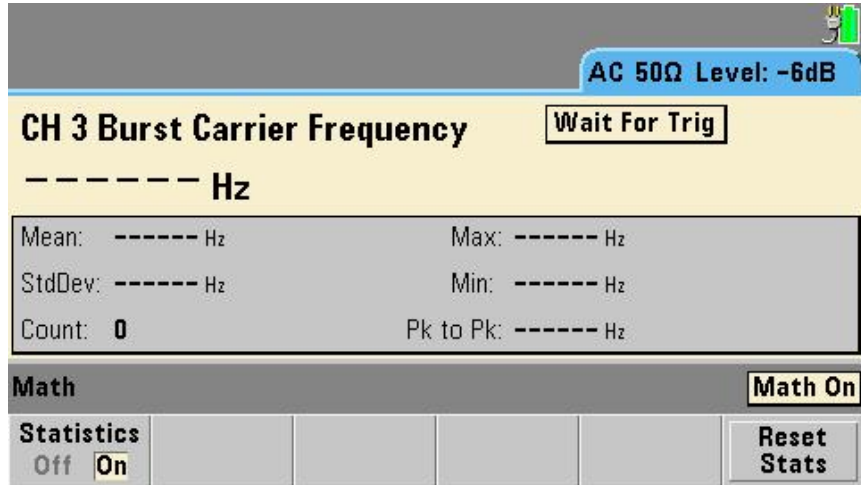 AC 50Ω Level: -6dB
CH 3 Burst Carrier Frequency Wait For Trig
------ Hz
Mean: ------ Hz Max: ------ Hz
StdDev: ------ Hz Min: ------ Hz
Count: 0 Pk to Pk: ------ Hz
Math Math On
Statistics
Off On
Reset
Stats